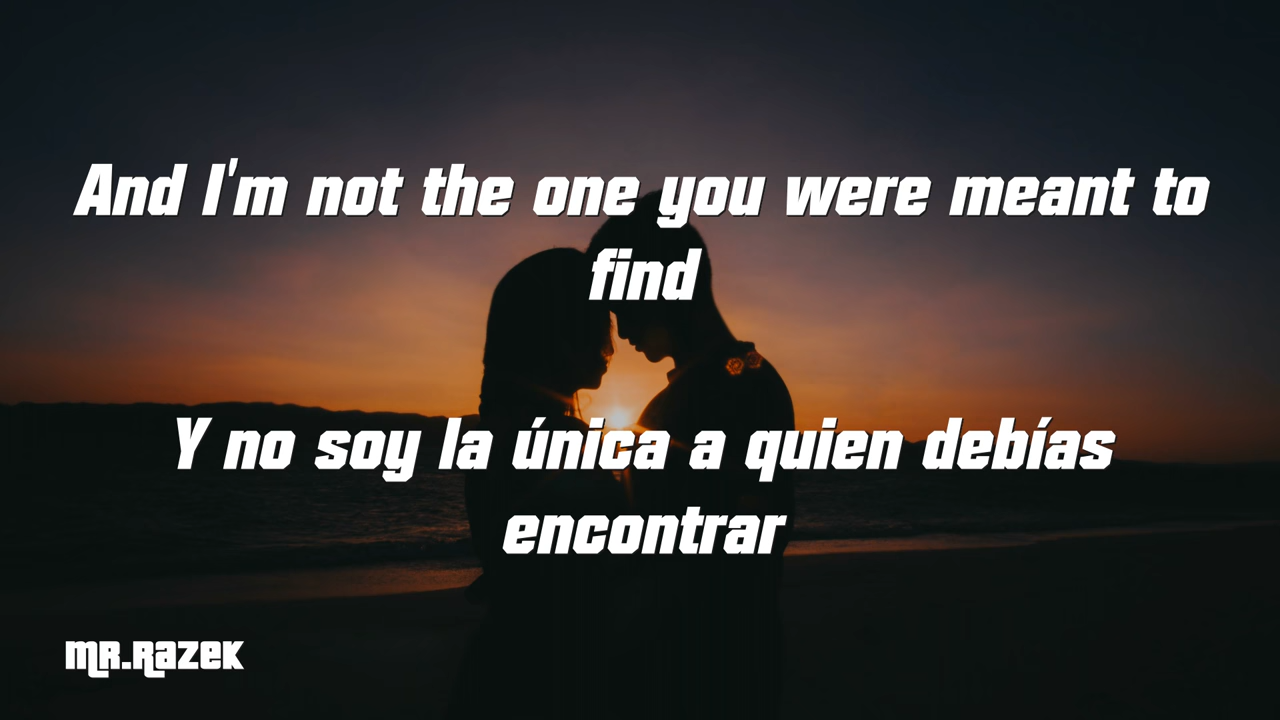 And I'm not the one you were meant to
find
Y no soy la única a quien debías
encontrar
MR.RAZEK